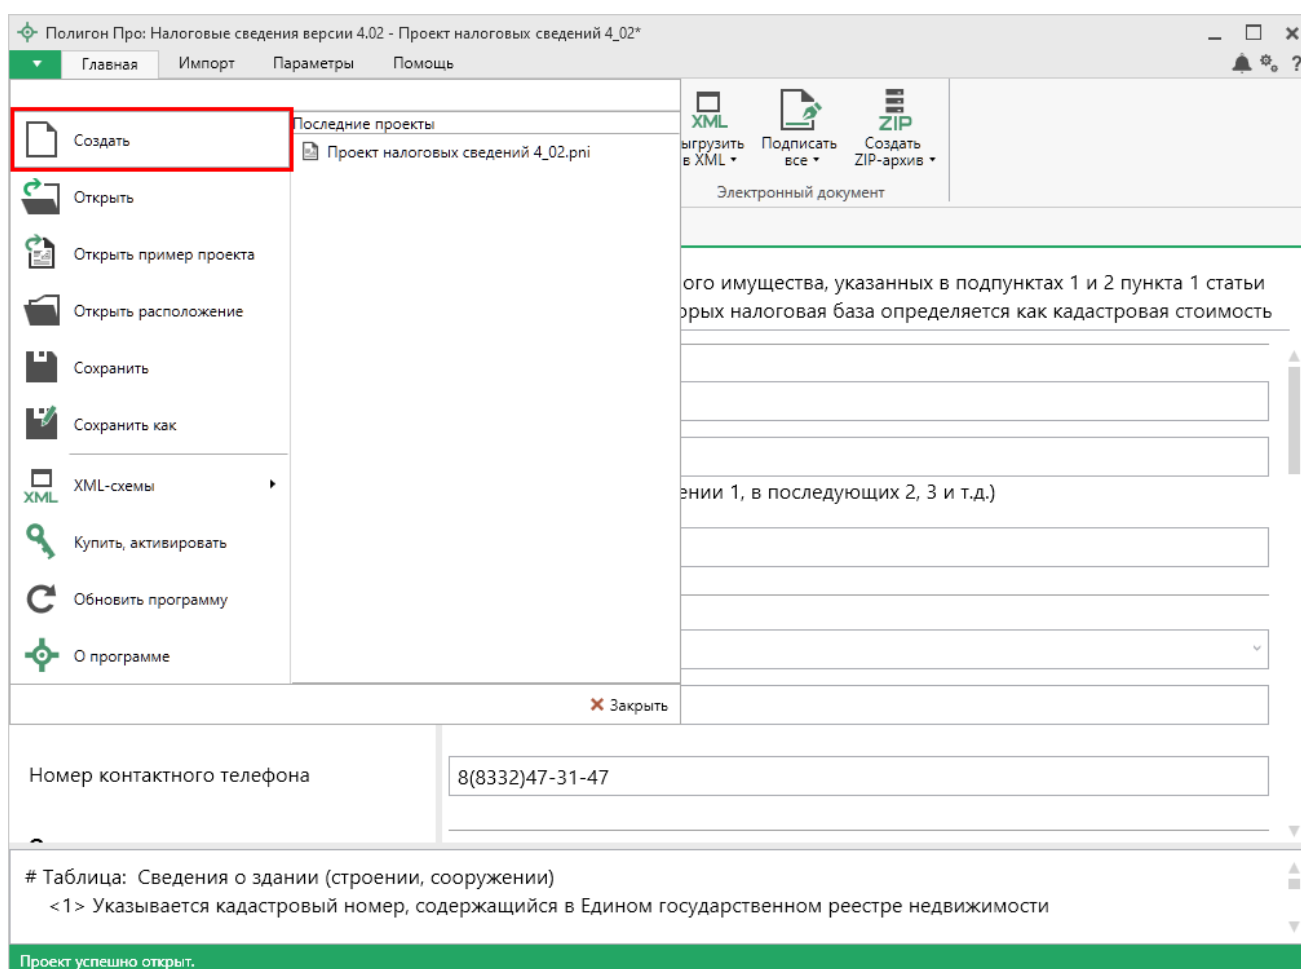 Полигон Про: Налоговые сведения версии 4.02 - Проект налоговых сведений 4_02*
Главная Импорт Параметры Помощь
?
Создать
Открыть
Открыть пример проекта
Открыть расположение
Сохранить
Сохранить как
XML
XML-схемы
Купить, активировать
Обновить программу
О программе
Последние проекты
Проект налоговых сведений 4_02.pni
Закрыть
XML
ыгрузить
в XML
Подписать
все
ZIP
Создать
ZIP-архив
Электронный документ
ого имущества, указанных в подпунктах 1 и 2 пункта 1 статьи
орых налоговая база определяется как кадастровая стоимость
ении 1, в последующих 2, 3 и т.д.)
Номер контактного телефона
8(8332)47-31-47
# Таблица: Сведения о здании (строении, сооружении)
<1> Указывается кадастровый номер, содержащийся в Едином государственном реестре недвижимости
Проект успешно открыт.